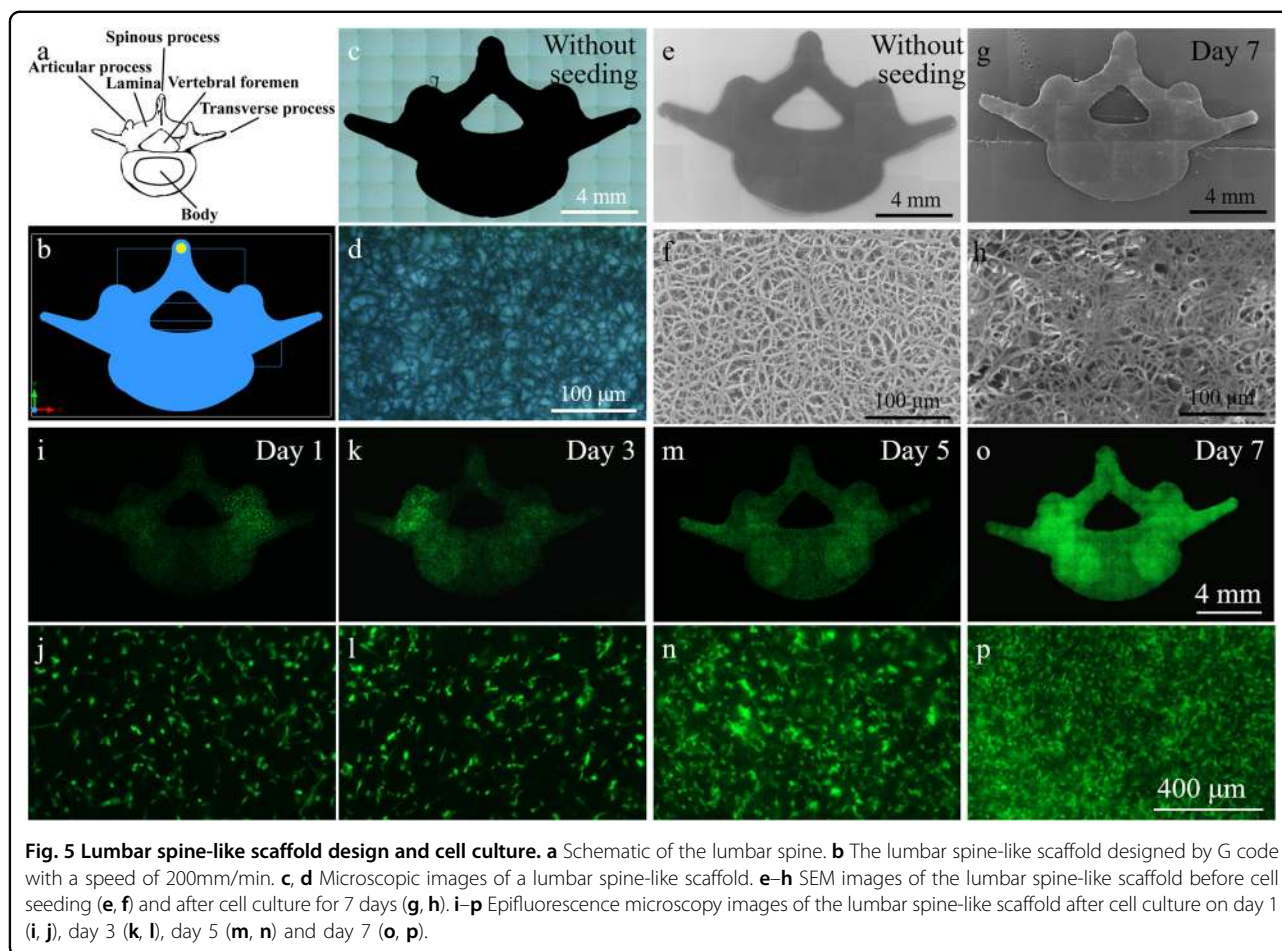 a
Spinous process
Articular process
Lamina
Vertebral foremen
Transverse process
Body
c
Without
seeding
4 mm
e
Without
seeding
4 mm
g
Day 7
4 mm
b
d
100 μm
f
100 μm
h
100 μm
i
Day 1
k
Day 3
m
Day 5
o
Day 7
4 mm
j
l
n
p
400 μm
Fig. 5 Lumbar spine-like scaffold design and cell culture. a Schematic of the lumbar spine. b The lumbar spine-like scaffold designed by G code
with a speed of 200mm/min. c, d Microscopic images of a lumbar spine-like scaffold. e–h SEM images of the lumbar spine-like scaffold before cell
seeding (e, f) and after cell culture for 7 days (g, h). i–p Epifluorescence microscopy images of the lumbar spine-like scaffold after cell culture on day 1
(i, j), day 3 (k, l), day 5 (m, n) and day 7 (o, p).